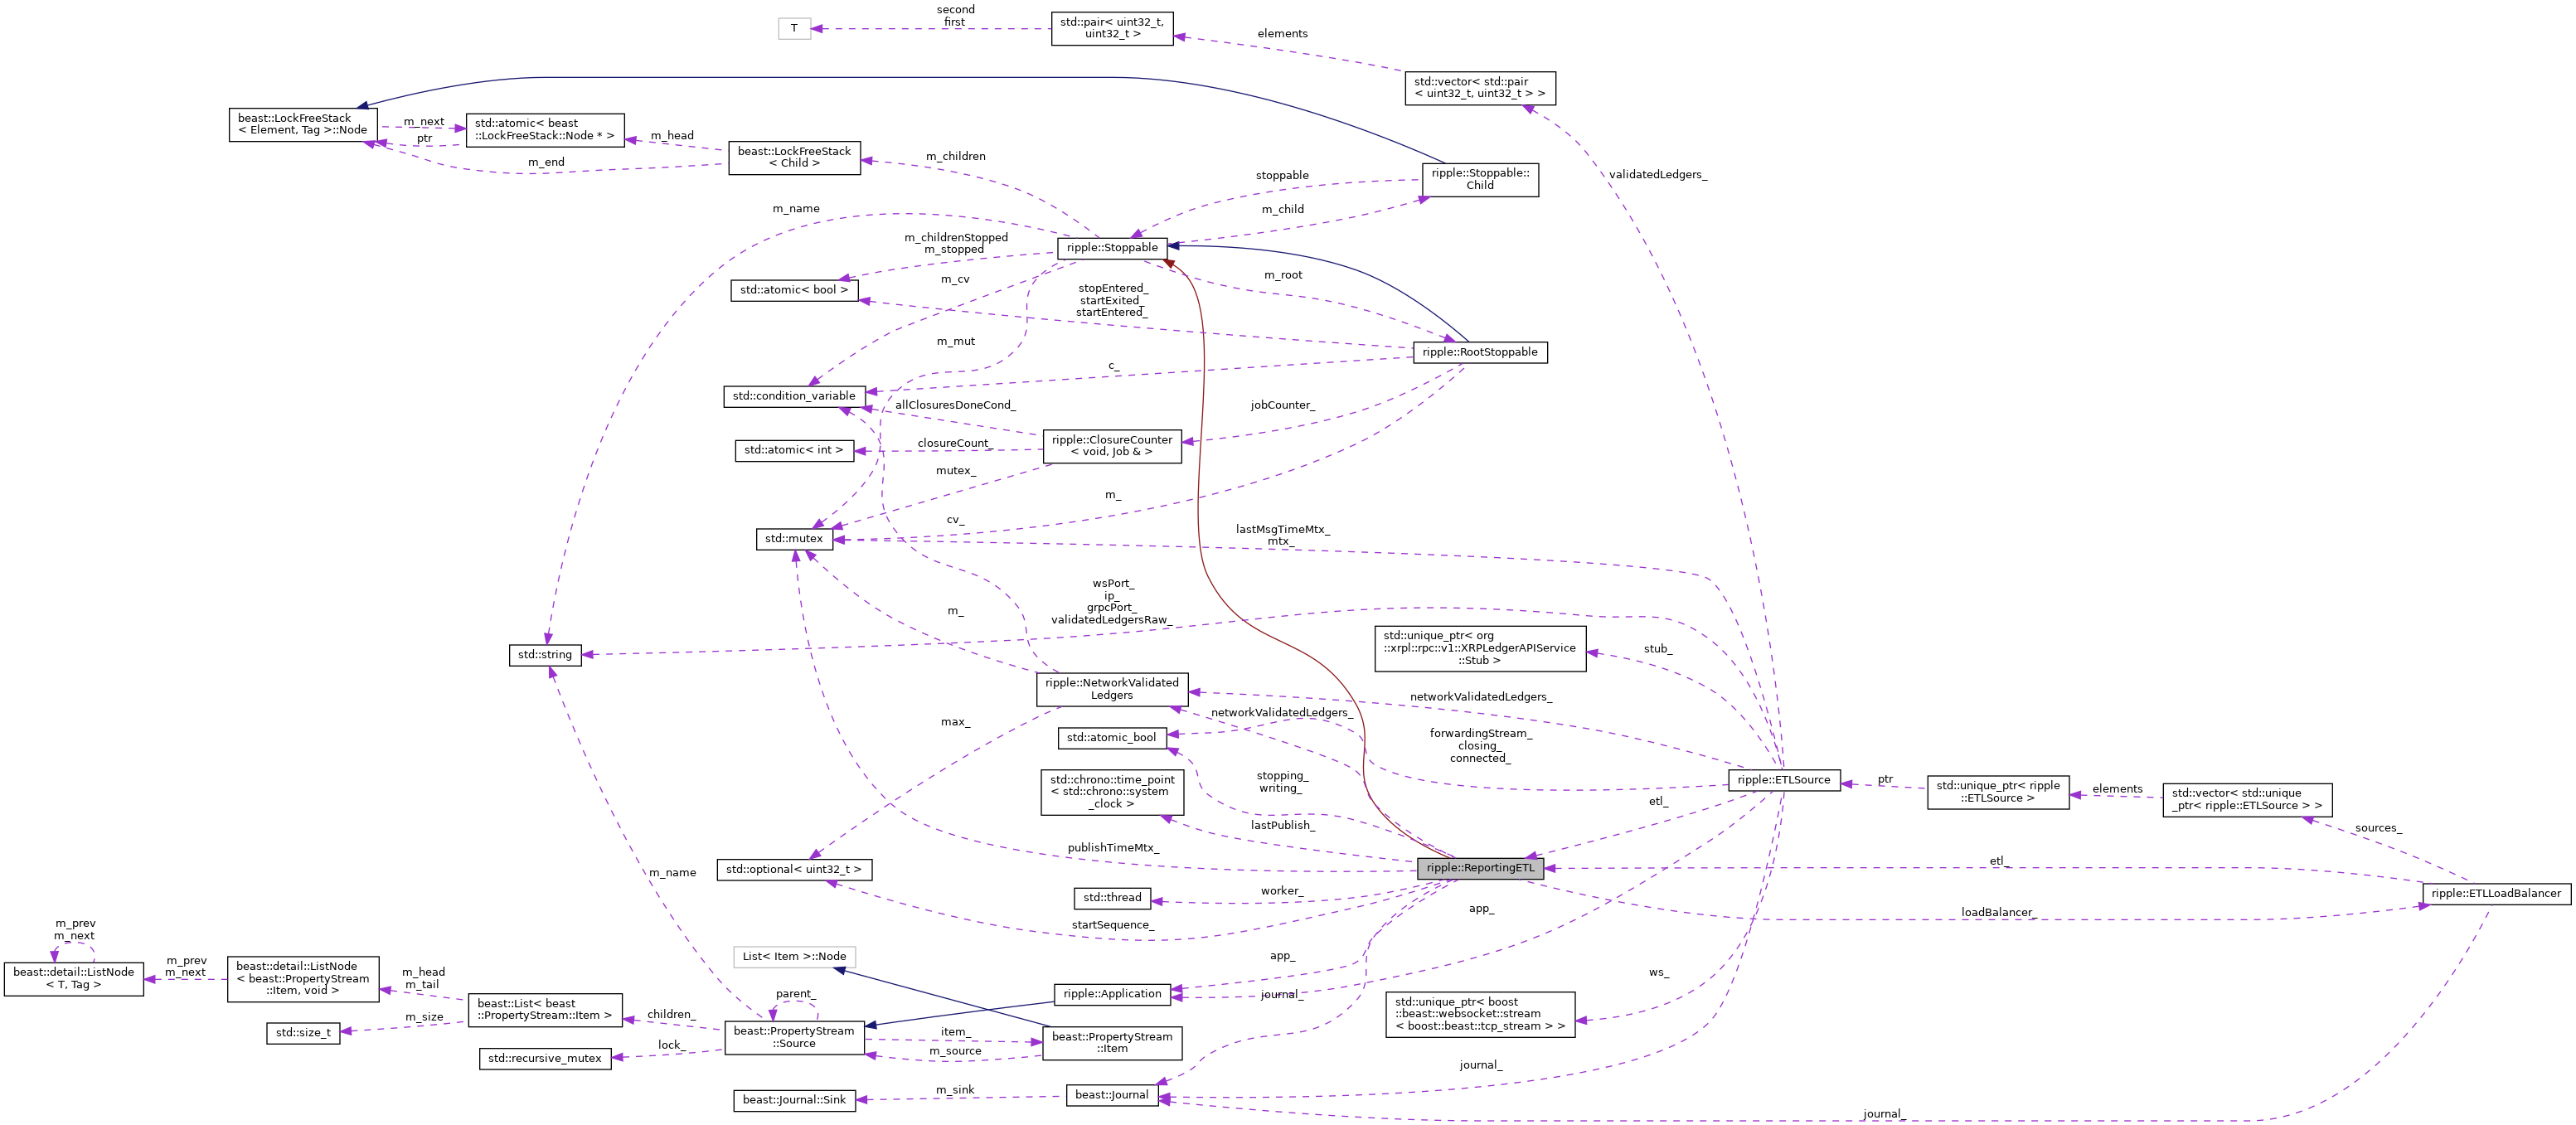 second
first
T
std::pair< uint32_t,
uint32_t >
elements
std::vector< std::pair
< uint32_t, uint32_t > >
beast::LockFreeStack
< Element, Tag >::Node
m_next
ptr
std::atomic< beast
::LockFreeStack::Node * >
m_head
m_end
beast::LockFreeStack
< Child >
m_children
stoppable
m_child
ripple::Stoppable::
Child
validatedLedgers_
m_name
m_childrenStopped
m_stopped
ripple::Stoppable
m_root
m_cv
std::atomic< bool >
stopEntered_
startExited_
startEntered_
m_mut
ripple::RootStoppable
c_
std::condition_variable
allClosuresDoneCond_
jobCounter_
std::atomic< int >
closureCount_
ripple::ClosureCounter
< void, Job & >
mutex_
m_
cv_
std::mutex
lastMsgTimeMtx_
mtx_
wsPort_
ip_
grpcPort_
validatedLedgersRaw_
m_
std::string
std::unique_ptr< org
::xrpl::rpc::v1::XRPLedgerAPIService
::Stub >
stub_
ripple::NetworkValidated
Ledgers
networkValidatedLedgers_
networkValidatedLedgers_
max_
std::atomic_bool
forwardingStream_
closing_
connected_
std::chrono::time_point
< std::chrono::system
_clock >
stopping_
writing_
lastPublish_
etl_
ripple::ETLSource
ptr
std::unique_ptr< ripple
::ETLSource >
elements
std::vector< std::unique
_ptr< ripple::ETLSource > >
sources_
publishTimeMtx_
std::optional< uint32_t >
ripple::ReportingETL
etl_
m_name
std::thread
worker_
startSequence_
app_
loadBalancer_
ripple::ETLLoadBalancer
m_prev
m_next
beast::detail::ListNode
< T, Tag >
m_prev
m_next
beast::detail::ListNode
< beast::PropertyStream
::Item, void >
m_head
m_tail
m_size
std::size_t
beast::List< beast
::PropertyStream::Item >
children_
lock_
std::recursive_mutex
List< Item >::Node
parent_
beast::PropertyStream
::Source
item_
m_source
ripple::Application
app_
journal_
beast::PropertyStream
::Item
std::unique_ptr< boost
::beast::websocket::stream
< boost::beast::tcp_stream > >
ws_
journal_
beast::Journal::Sink
m_sink
beast::Journal
journal_